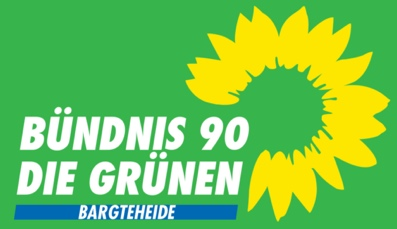 BÜNDNIS 90
DIE GRÜNEN
BARGTEHEIDE